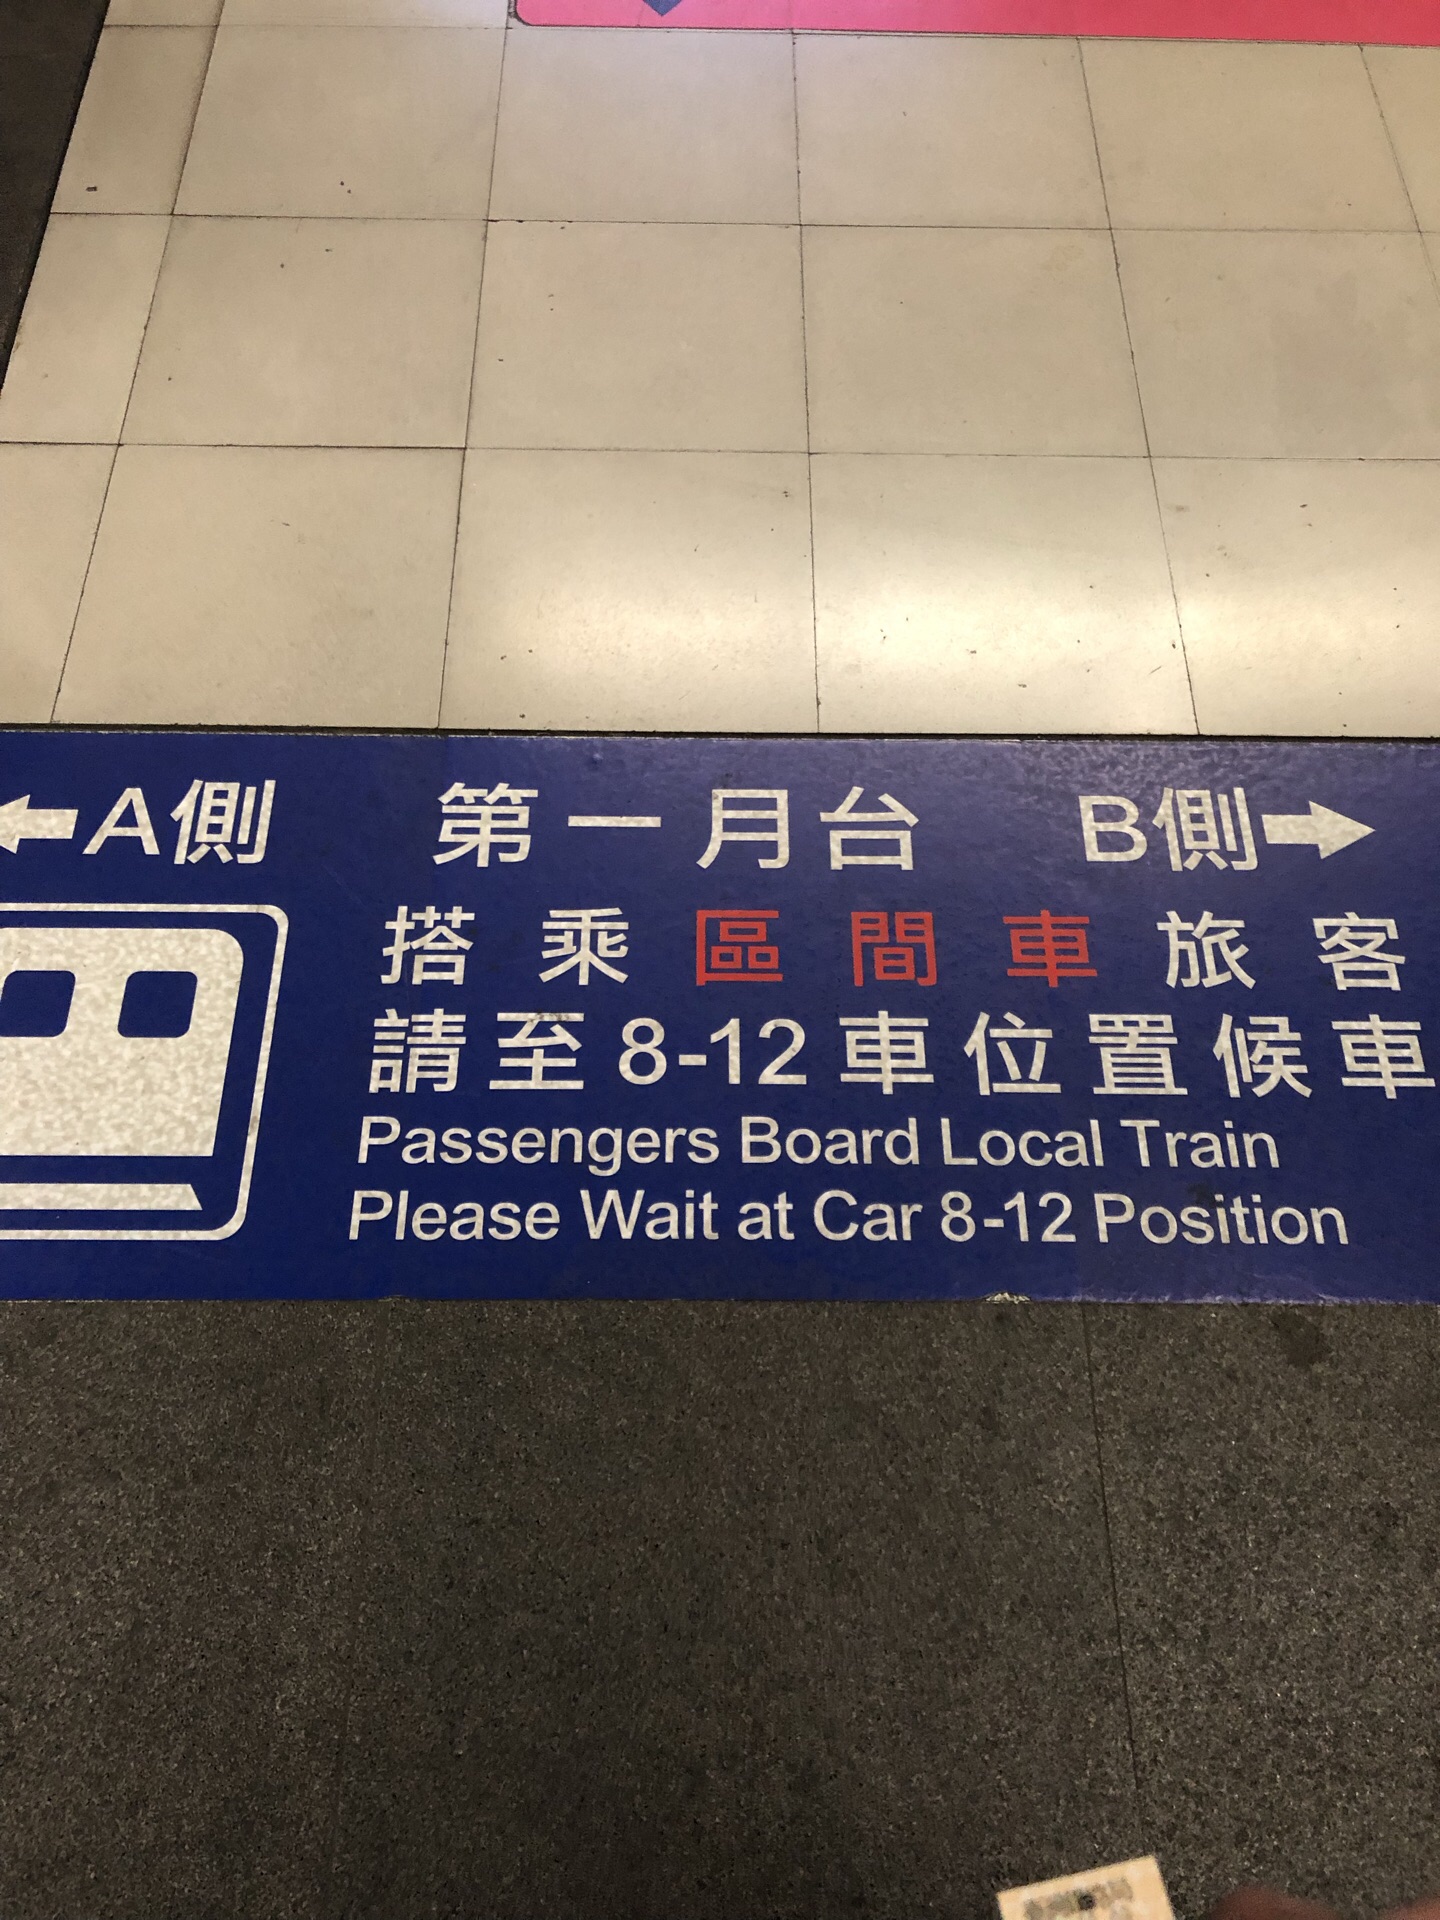 ←A側 第一月台 B側→
搭乘區間車旅客
請至8-12車位置候車
Passengers Board Local Train
Please Wait at Car 8-12 Position